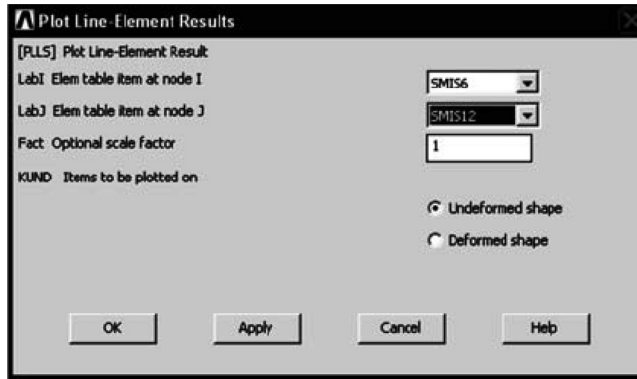 Plot Line-Element Results
[PLLS] Plot Line-Element Result
LabI Elem table item at node I
SMIS6
LabJ Elem table item at node J
SMIS12
Fact Optional scale factor
1
KUND Items to be plotted on
Undeformed shape
Deformed shape
OK Apply Cancel Help